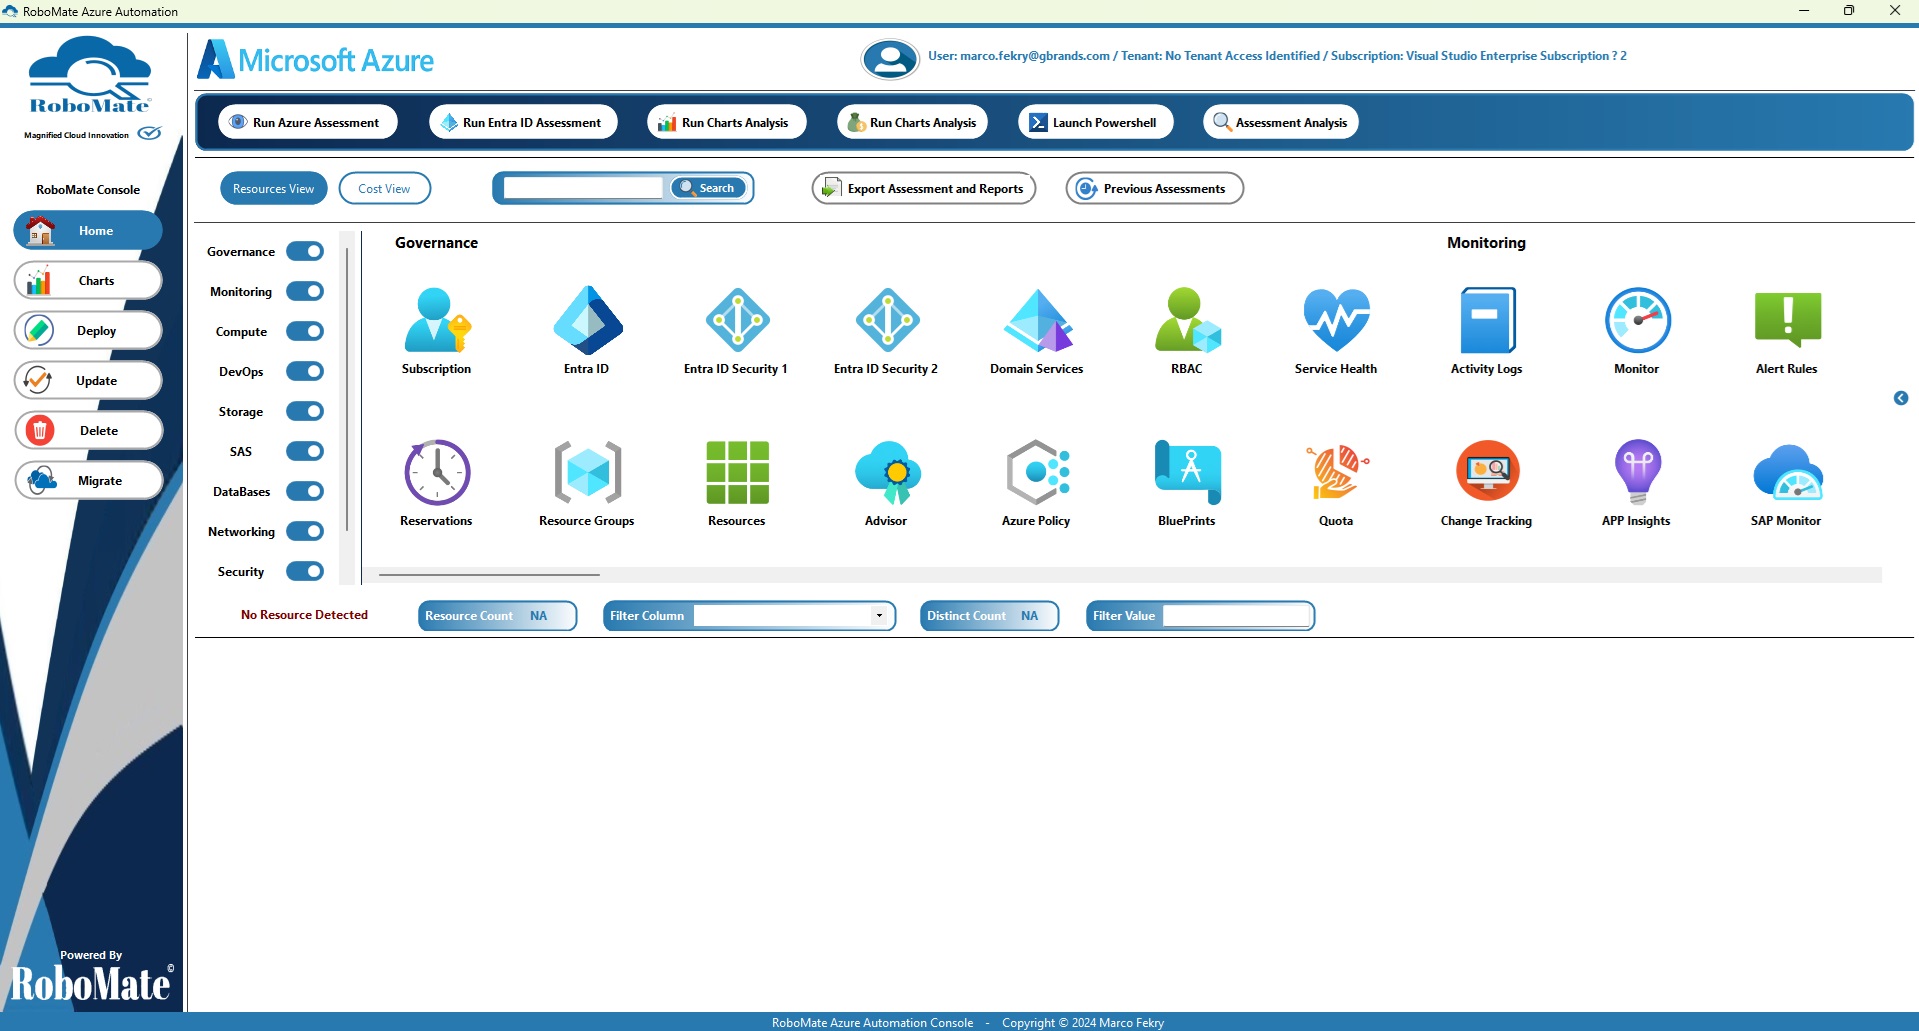 RoboMate Azure Automation
RoboMate©
Magnified Cloud Innovation
Microsoft Azure
User: marco.fekry@gbrands.com / Tenant: No Tenant Access Identified / Subscription: Visual Studio Enterprise Subscription ? 2
Run Azure Assessment
Run Entra ID Assessment
Run Charts Analysis
Run Charts Analysis
Launch Powershell
Assessment Analysis
RoboMate Console
Home
Charts
Deploy
Update
Delete
Migrate
Resources View
Cost View
Search
Export Assessment and Reports
Previous Assessments
Governance
Monitoring
Compute
DevOps
Storage
SAS
DataBases
Networking
Security
Governance
Monitoring
Subscription
Entra ID
Entra ID Security 1
Entra ID Security 2
Domain Services
RBAC
Service Health
Activity Logs
Monitor
Alert Rules
Reservations
Resource Groups
Resources
Advisor
Azure Policy
BluePrints
Quota
Change Tracking
APP Insights
SAP Monitor
No Resource Detected
Resource Count NA
Filter Column
Distinct Count NA
Filter Value
Powered By
RoboMate©
RoboMate Azure Automation Console - Copyright © 2024 Marco Fekry